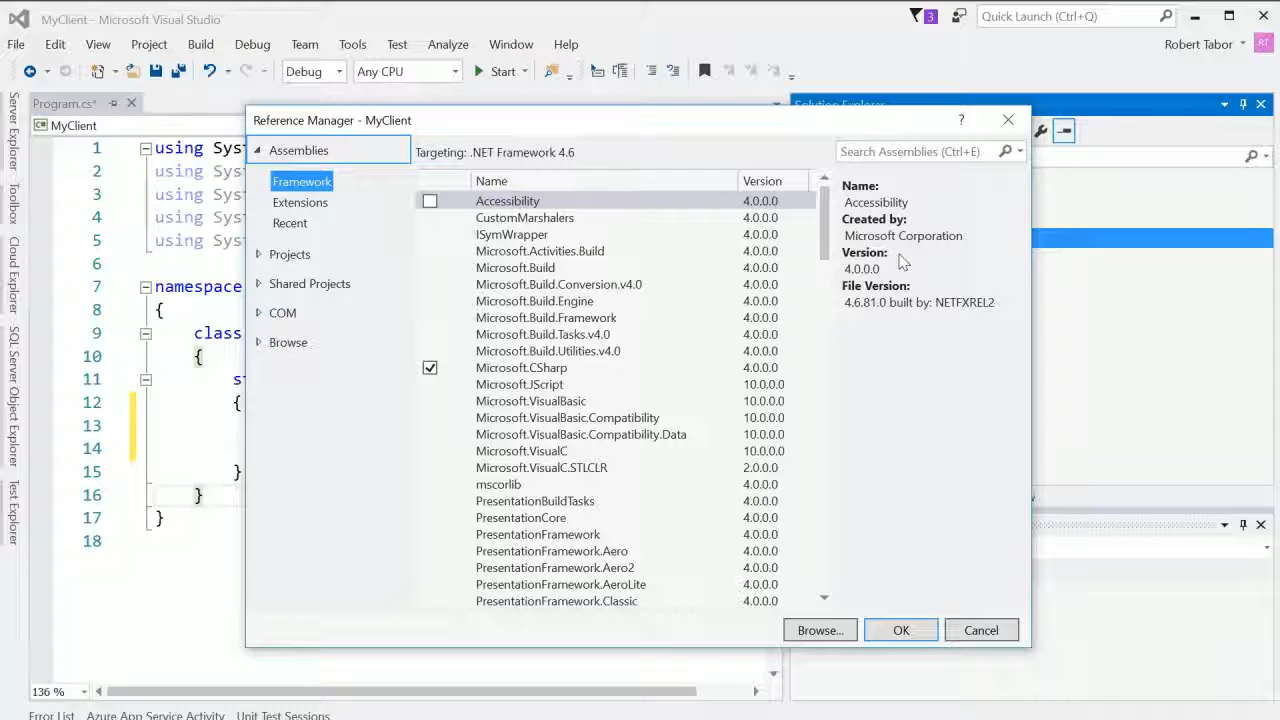 MyClient - Microsoft Visual Studio
3
Quick Launch (Ctrl+Q)
File Edit View Project Build Debug Team Tools Test Analyze Window Help
Robert Tabor RT
Debug Any CPU Start
Program.cs*
Solution Explorer
MyClient
Server Explorer
Toolbox
Cloud Explorer
SQL Server Object Explorer
Test Explorer
1 using Sys
2 using Sys
3 using Sys
4 using Sys
5 using Sys
6
7 namespace
8 {
9 class
10 {
11 st
12 {
13
14
15 }
16 }
17 }
18
Reference Manager - MyClient ?
Assemblies
Framework
Extensions
Recent
Projects
Shared Projects
COM
Browse
Targeting: .NET Framework 4.6
Search Assemblies (Ctrl+E)
Name Version
Accessibility 4.0.0.0
CustomMarshalers 4.0.0.0
ISymWrapper 4.0.0.0
Microsoft.Activities.Build 4.0.0.0
Microsoft.Build 4.0.0.0
Microsoft.Build.Conversion.v4.0 4.0.0.0
Microsoft.Build.Engine 4.0.0.0
Microsoft.Build.Framework 4.0.0.0
Microsoft.Build.Tasks.v4.0 4.0.0.0
Microsoft.Build.Utilities.v4.0 4.0.0.0
Microsoft.CSharp 4.0.0.0
Microsoft.JScript 10.0.0.0
Microsoft.VisualBasic 10.0.0.0
Microsoft.VisualBasic.Compatibility 10.0.0.0
Microsoft.VisualBasic.Compatibility.Data 10.0.0.0
Microsoft.VisualC 10.0.0.0
Microsoft.VisualC.STLCLR 2.0.0.0
mscorlib 4.0.0.0
PresentationBuildTasks 4.0.0.0
PresentationCore 4.0.0.0
PresentationFramework 4.0.0.0
PresentationFramework.Aero 4.0.0.0
PresentationFramework.Aero2 4.0.0.0
PresentationFramework.AeroLite 4.0.0.0
PresentationFramework.Classic 4.0.0.0
Name:
Accessibility
Created by:
Microsoft Corporation
Version:
4.0.0.0
File Version:
4.6.81.0 built by: NETFXREL2
Browse... OK Cancel
136 %
Error List Azure App Service Activity Unit Test Sessions